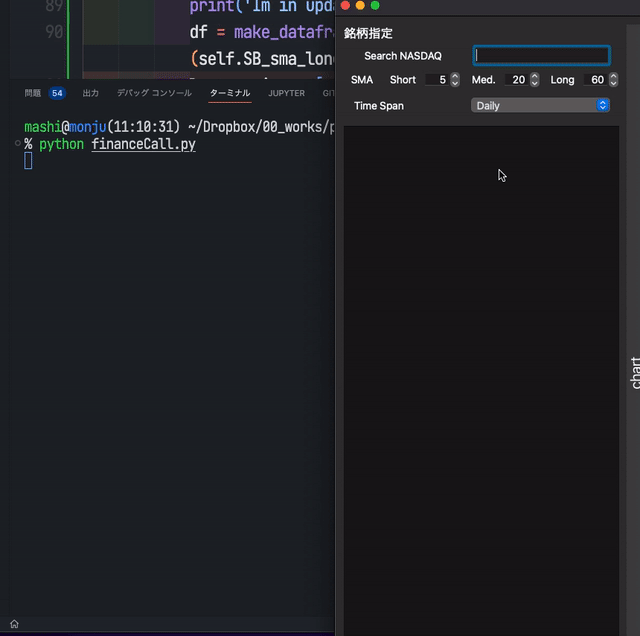 89 print('Im in upda
90 df = make_datafra
(self.SB_sma_lon
問題 54 出力 デバッグ コンソール ターミナル JUPYTER GIT
mashi@monju(11:10:31) ~/Dropbox/00_works/p
% python financeCall.py
銘柄指定
Search NASDAQ
SMA Short 5 Med. 20 Long 60
Time Span Daily
chart